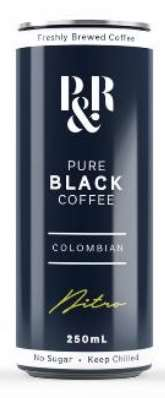 Freshly Brewed Coffee
P&R
PURE
BLACK
COFFEE
COLOMBIAN
Nitro
250mL
No Sugar • Keep Chilled